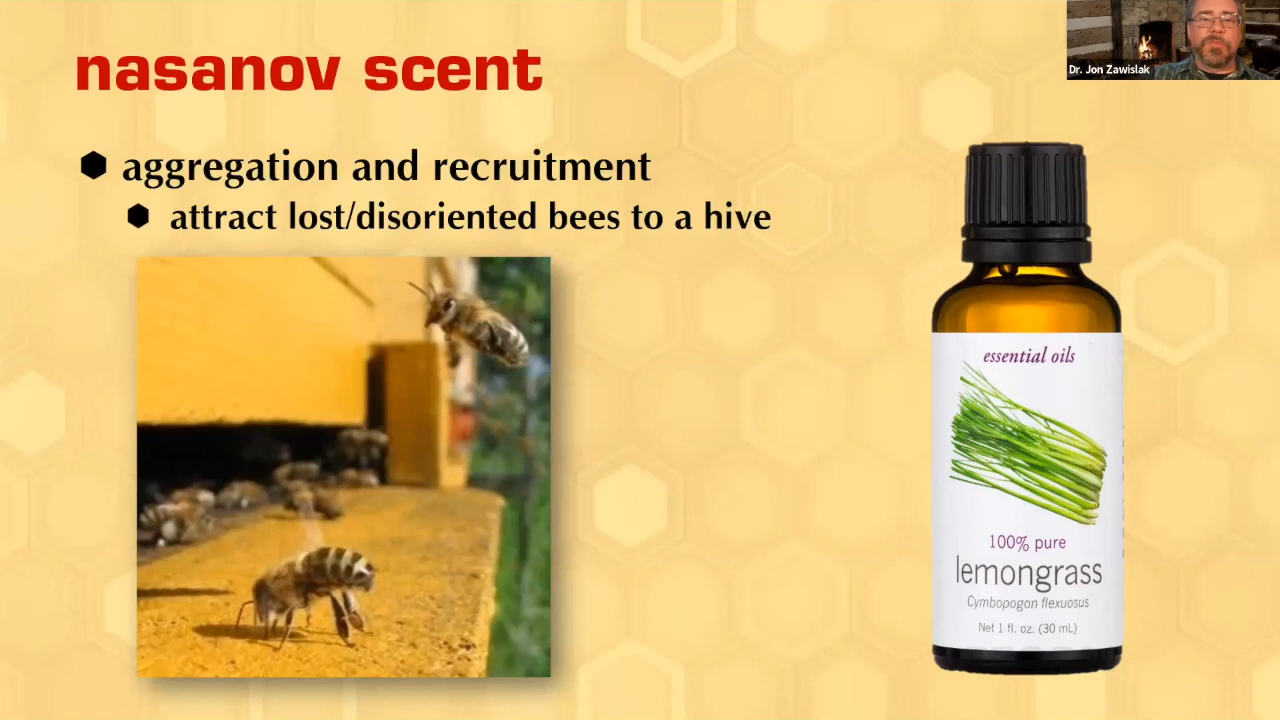 nasanov scent
Dr. Jon Zawislak
aggregation and recruitment
attract lost/disoriented bees to a hive
essential oils
100% pure
lemongrass
Cymbopogon flexuosus
Net 1 fl. oz. (30 mL)